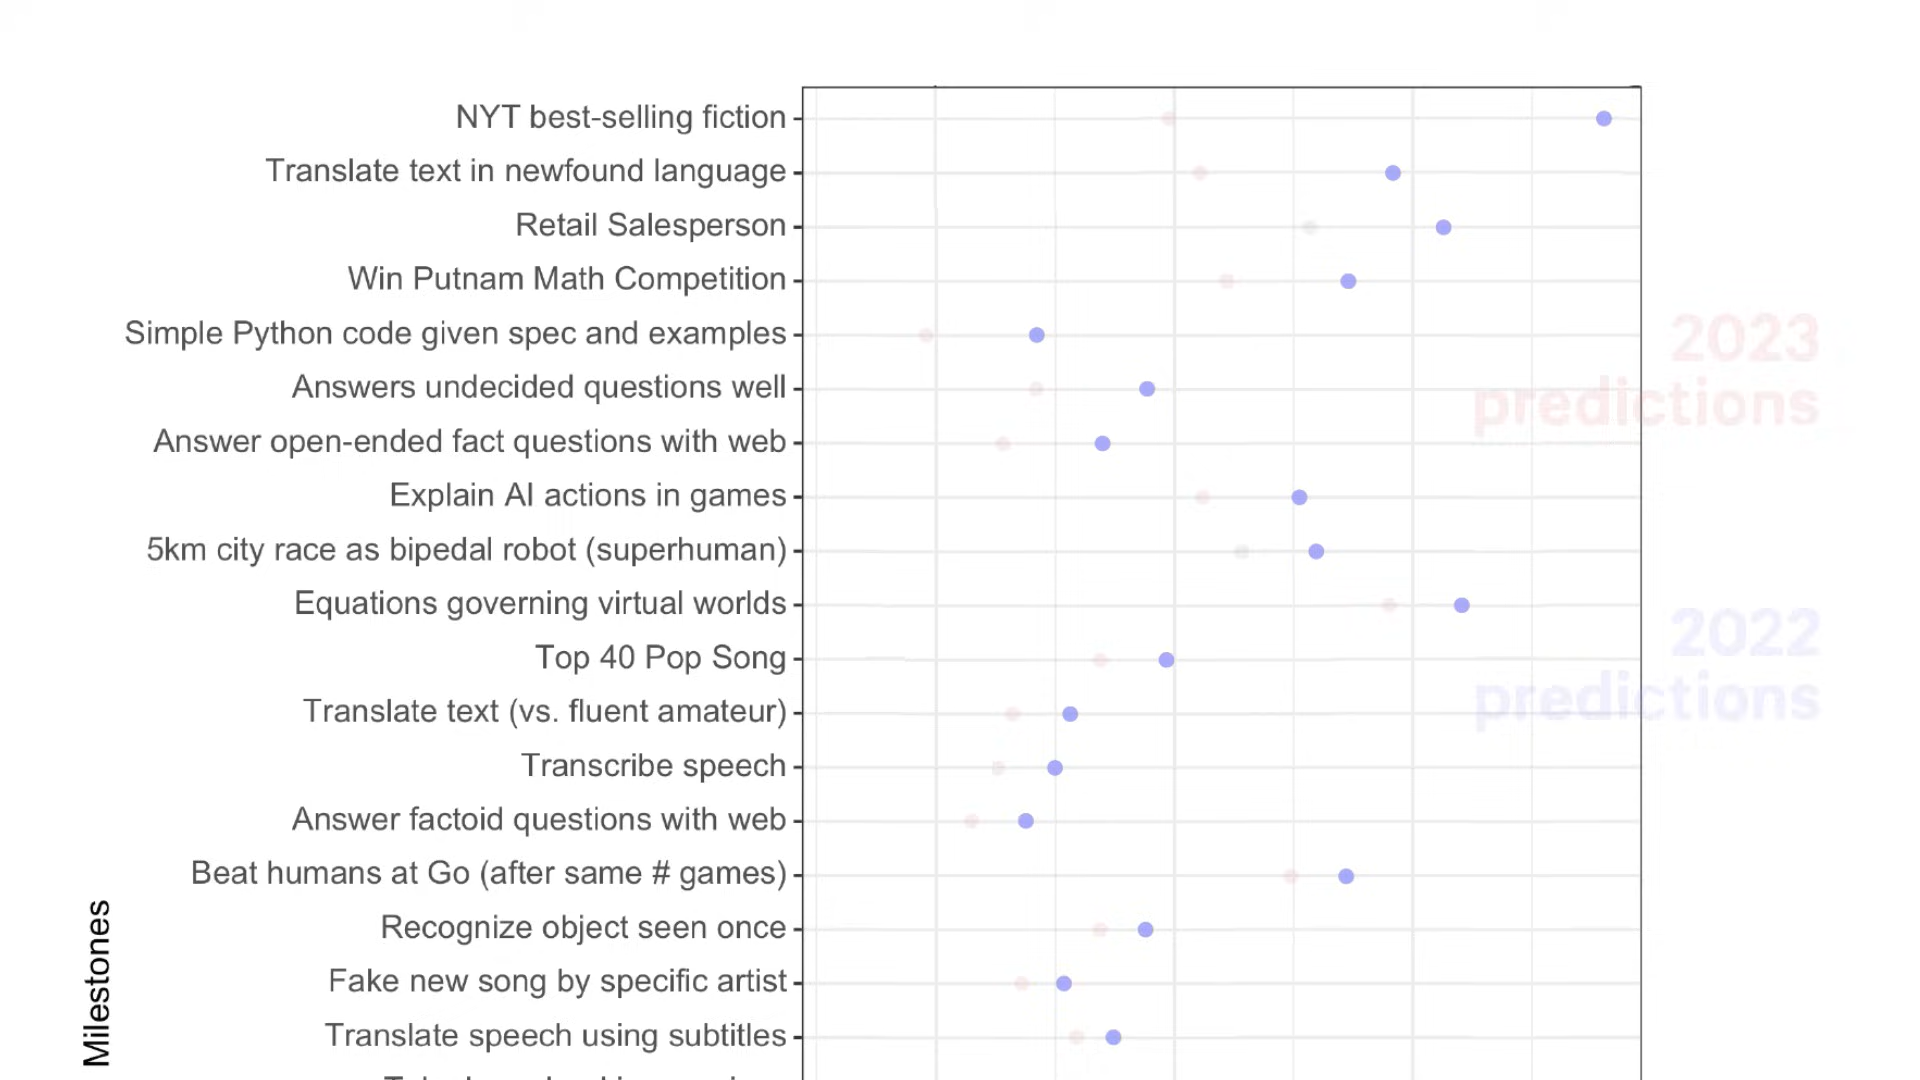 NYT best-selling fiction
Translate text in newfound language
Retail Salesperson
Win Putnam Math Competition
Simple Python code given spec and examples
Answers undecided questions well
Answer open-ended fact questions with web
Explain AI actions in games
5km city race as bipedal robot (superhuman)
Equations governing virtual worlds
Top 40 Pop Song
Translate text (vs. fluent amateur)
Transcribe speech
Answer factoid questions with web
Beat humans at Go (after same # games)
Recognize object seen once
Fake new song by specific artist
Translate speech using subtitles
Milestones
2023
predictions
2022
predictions